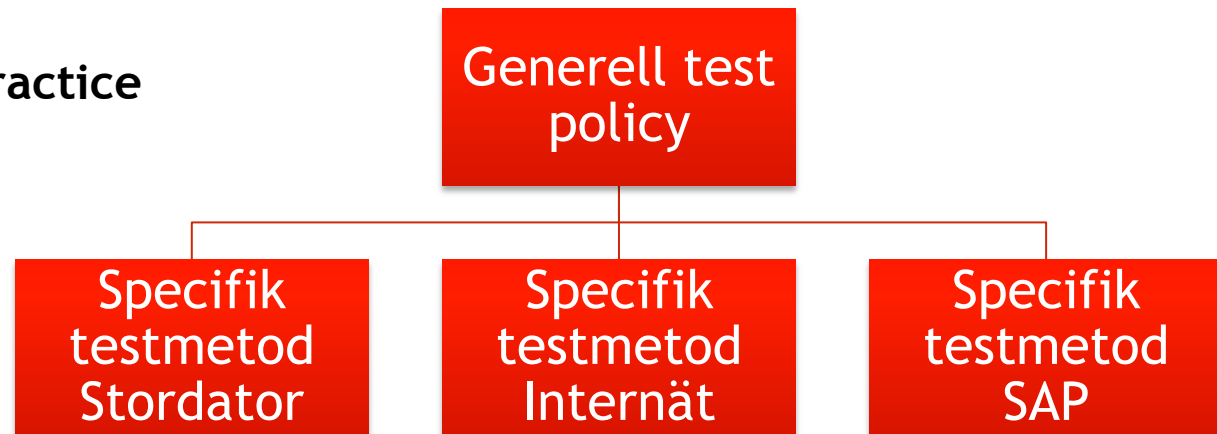 ractice
Generell test
policy
Specifik
testmetod
Stordator
Specifik
testmetod
Internät
Specifik
testmetod
SAP